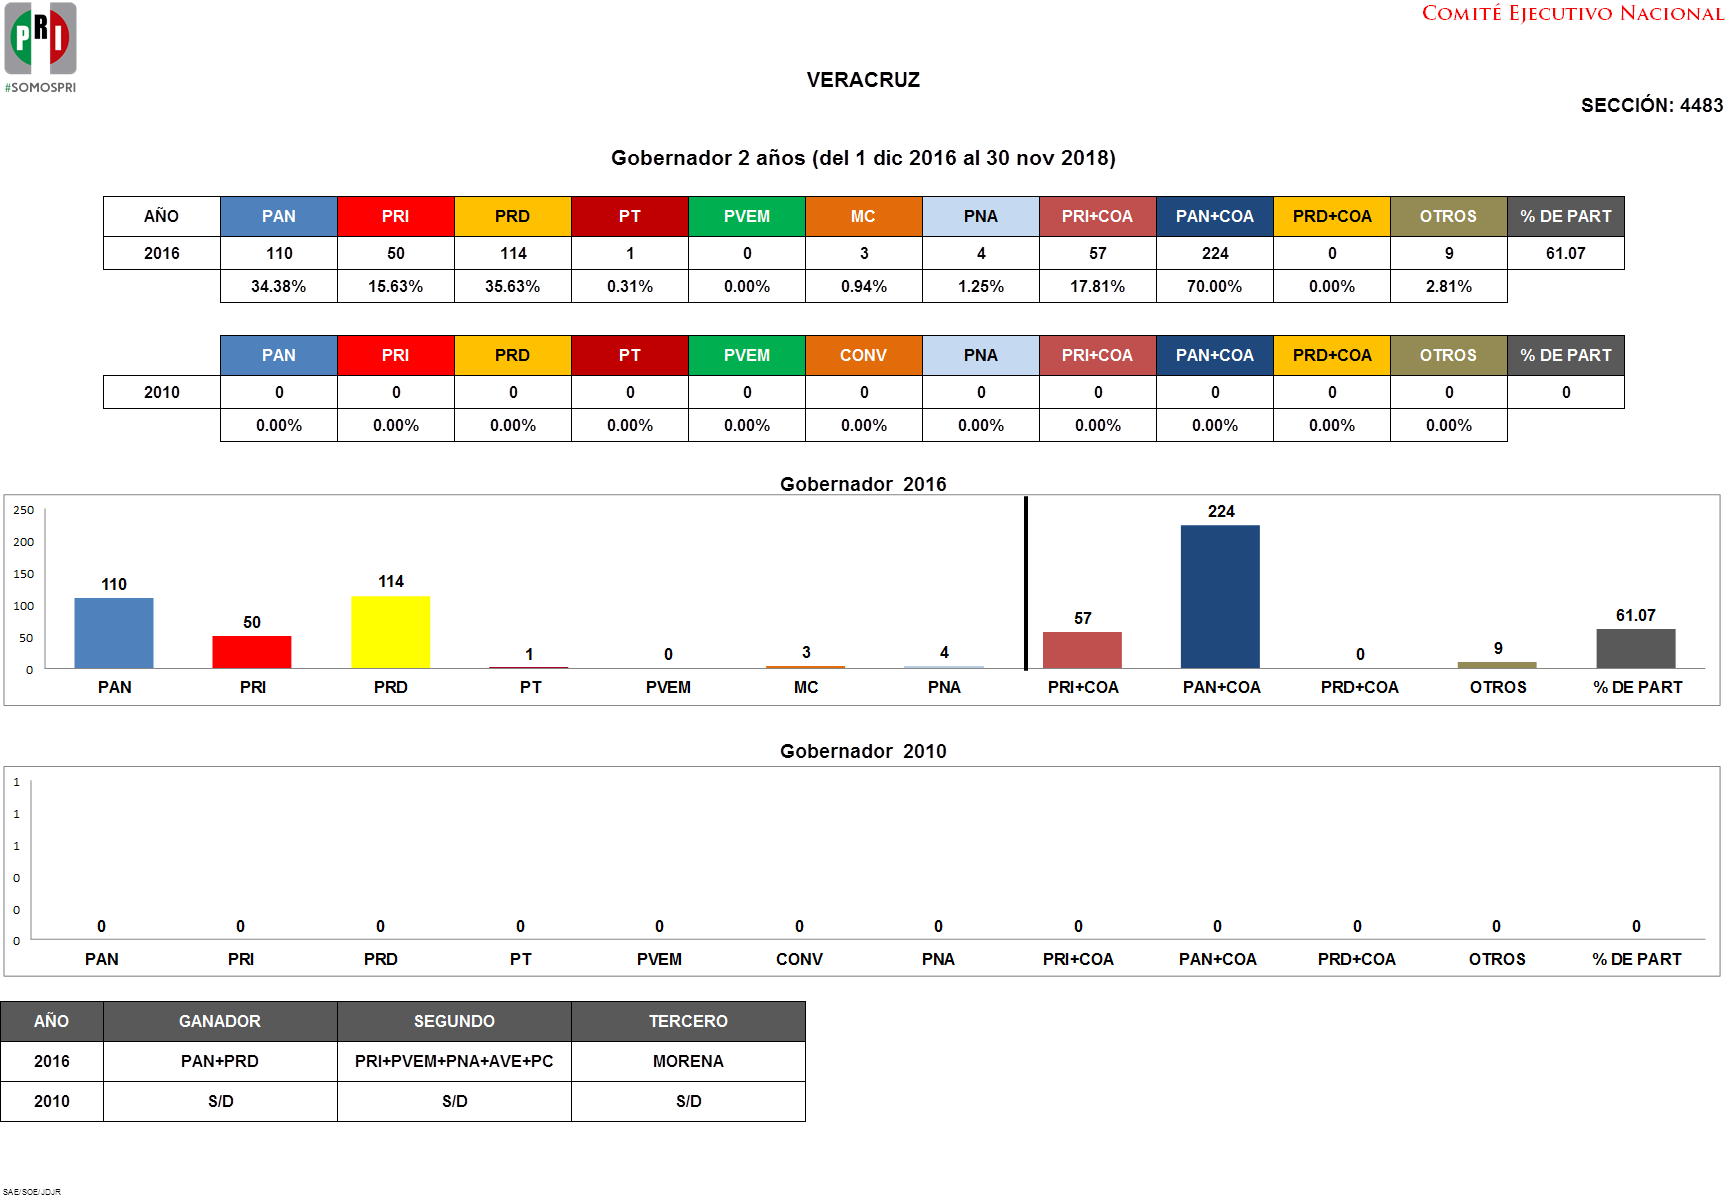 PRI
#SOMOSPRI
COMITÉ EJECUTIVO NACIONAL
VERACRUZ
SECCIÓN: 4483
Gobernador 2 años (del 1 dic 2016 al 30 nov 2018)
AÑO PAN PRI PRD PT PVEM MC PNA PRI+COA PAN+COA PRD+COA OTROS % DE PART
2016 110 50 114 1 0 3 4 57 224 0 9 61.07
34.38% 15.63% 35.63% 0.31% 0.00% 0.94% 1.25% 17.81% 70.00% 0.00% 2.81%
PAN PRI PRD PT PVEM CONV PNA PRI+COA PAN+COA PRD+COA OTROS % DE PART
2010 0 0 0 0 0 0 0 0 0 0 0 0
0.00% 0.00% 0.00% 0.00% 0.00% 0.00% 0.00% 0.00% 0.00% 0.00% 0.00%
Gobernador 2016
250
200
150
100
50
0
110 50 114 1 0 3 4 57 224 0 9 61.07
PAN PRI PRD PT PVEM MC PNA PRI+COA PAN+COA PRD+COA OTROS % DE PART
Gobernador 2010
1
1
1
0
0
0
0 0 0 0 0 0 0 0 0 0 0 0
PAN PRI PRD PT PVEM CONV PNA PRI+COA PAN+COA PRD+COA OTROS % DE PART
AÑO GANADOR SEGUNDO TERCERO
2016 PAN+PRD PRI+PVEM+PNA+AVE+PC MORENA
2010 S/D S/D S/D
SAE/SOE/JDJR